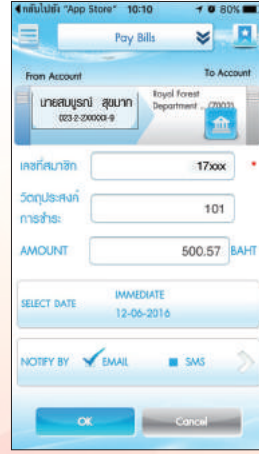 กลับไปยัง "App Store" 10:10 80%
Pay Bills
From Account To Account
นายสมบูรณ์ สุขมาก
023-2-2XXXXX-9
Royal Forest
Department ... (7002)
เลขที่สมาชิก 17xxx *
วัตถุประสงค์
การชำระ 101
AMOUNT 500.57 BAHT
SELECT DATE IMMEDIATE
12-06-2016
NOTIFY BY EMAIL SMS
OK Cancel